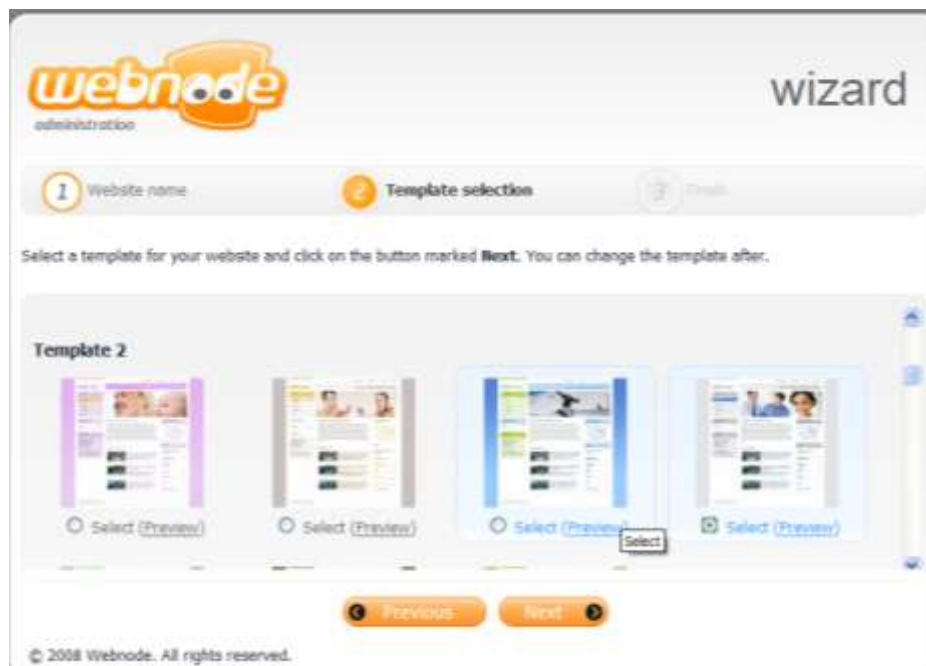 webnode
administration
wizard
1 Website name
2 Template selection
3 Finish
Select a template for your website and click on the button marked Next. You can change the template after.
Template 2
Select (Preview) Select (Preview) Select (Preview) Select (Preview)
Select
Previous Next
© 2008 Webnode. All rights reserved.